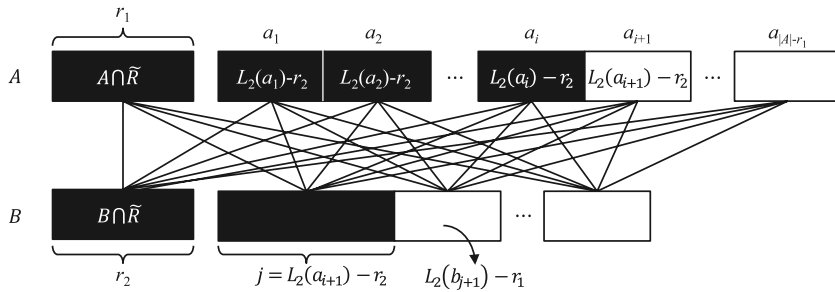 r₁ a₁ a₂ aᵢ aᵢ₊₁ a|A|-r₁
A A∩R̃ L₂(a₁)-r₂ L₂(a₂)-r₂ ... L₂(aᵢ) − r₂ L₂(aᵢ₊₁) − r₂ ...
B B∩R̃ ...
r₂ j = L₂(aᵢ₊₁) − r₂ L₂(bⱼ₊₁) − r₁